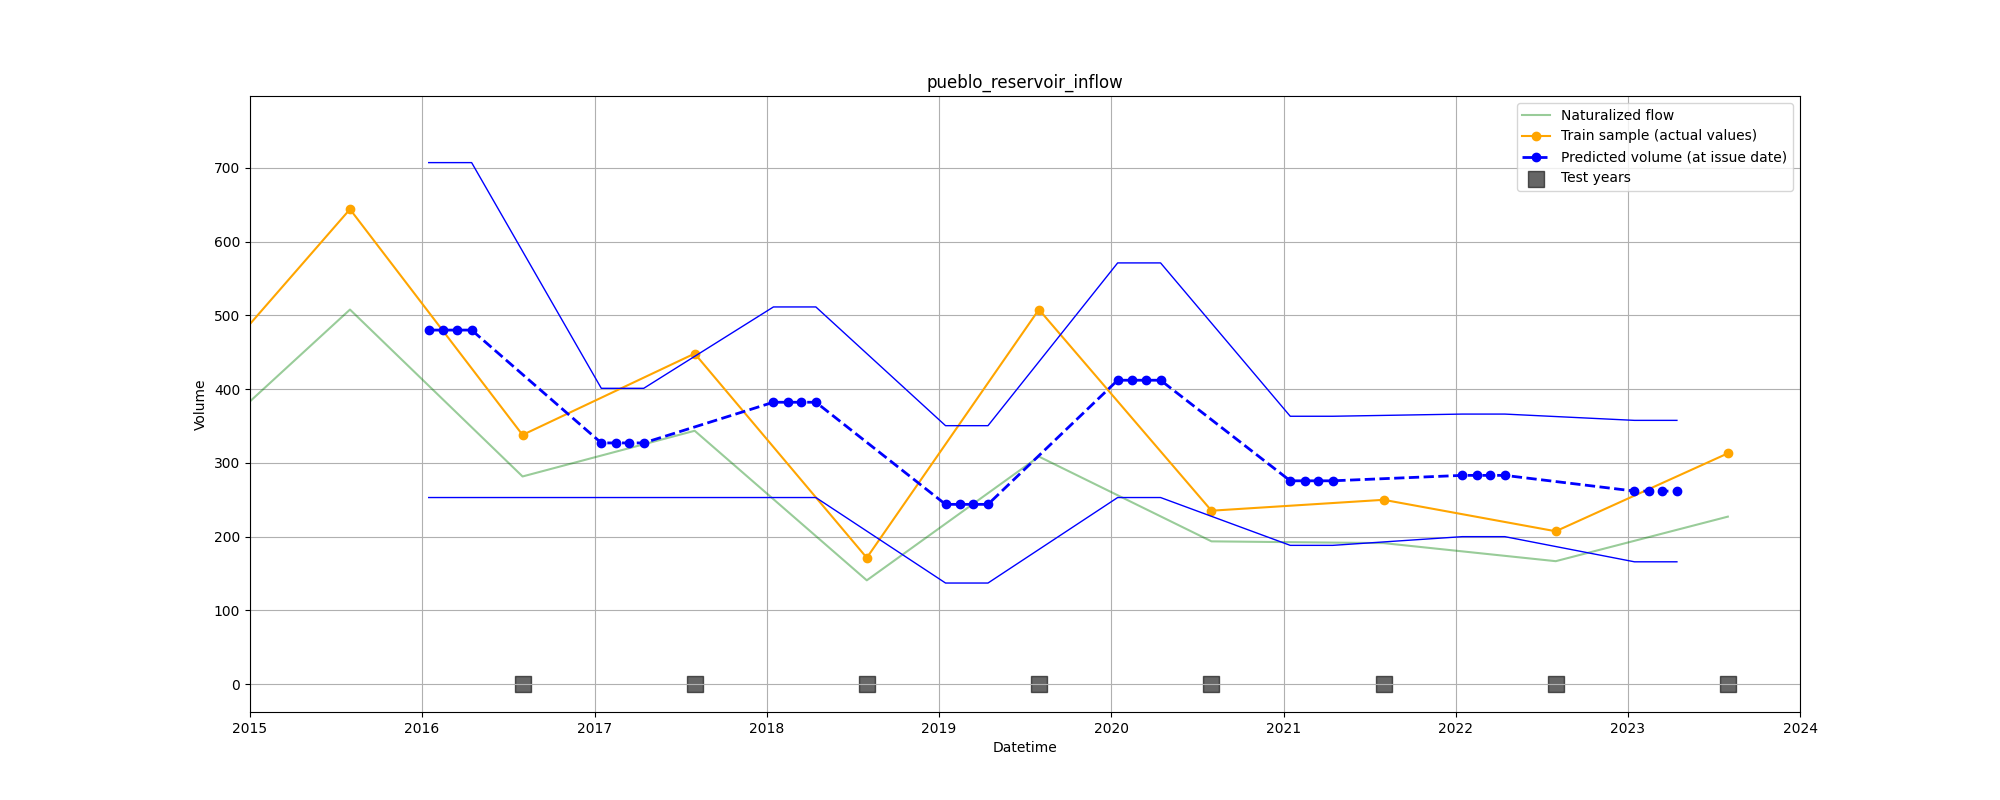 pueblo_reservoir_inflow
Naturalized flow
Train sample (actual values)
Predicted volume (at issue date)
Test years
700
600
500
400
300
200
100
0
Volume
2015 2016 2017 2018 2019 2020 2021 2022 2023 2024
Datetime